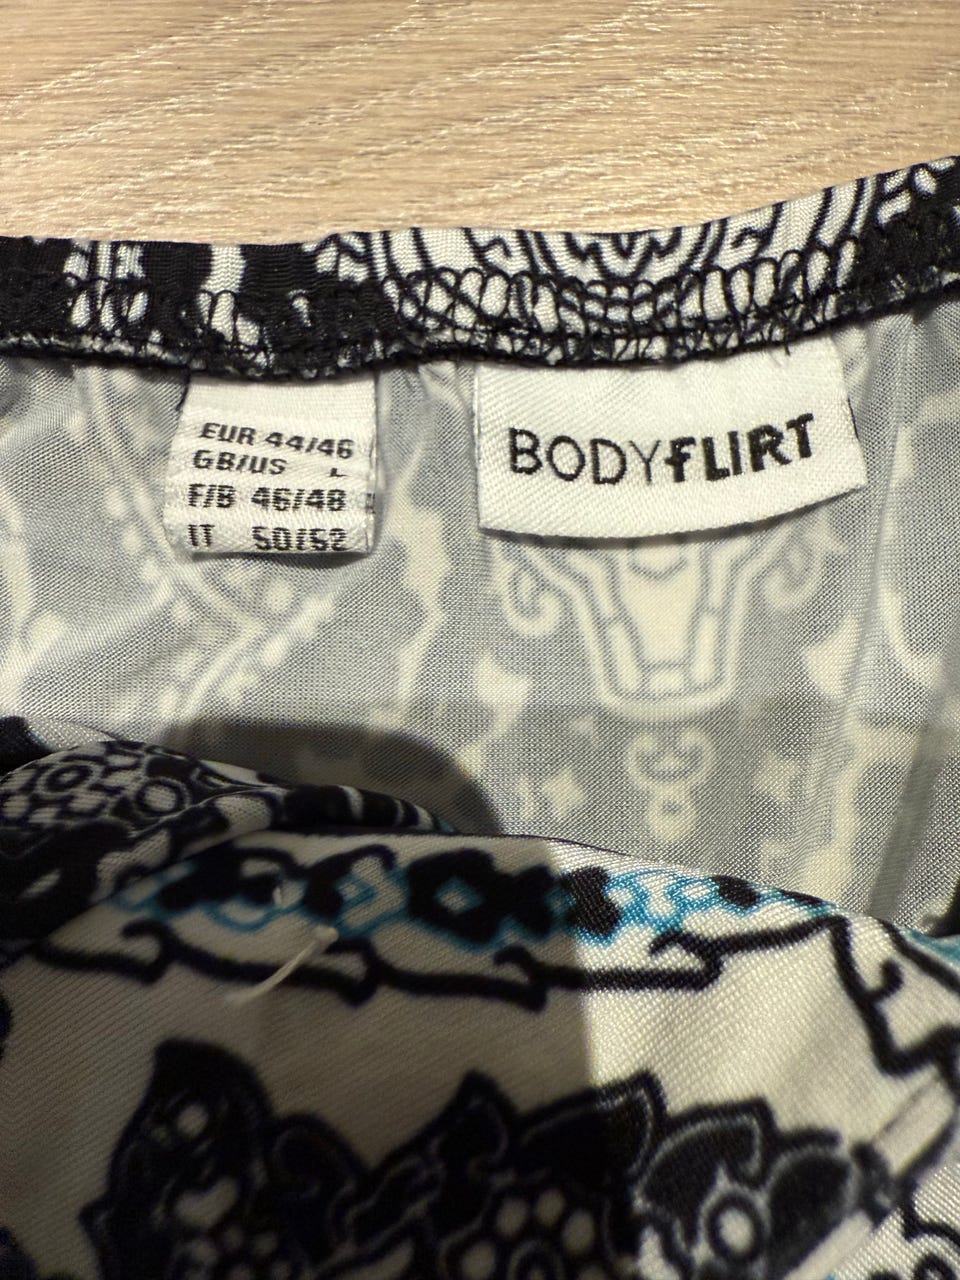 EUR 44/46
GB/US L
F/B 46/48
IT 50/52
BODYFLIRT